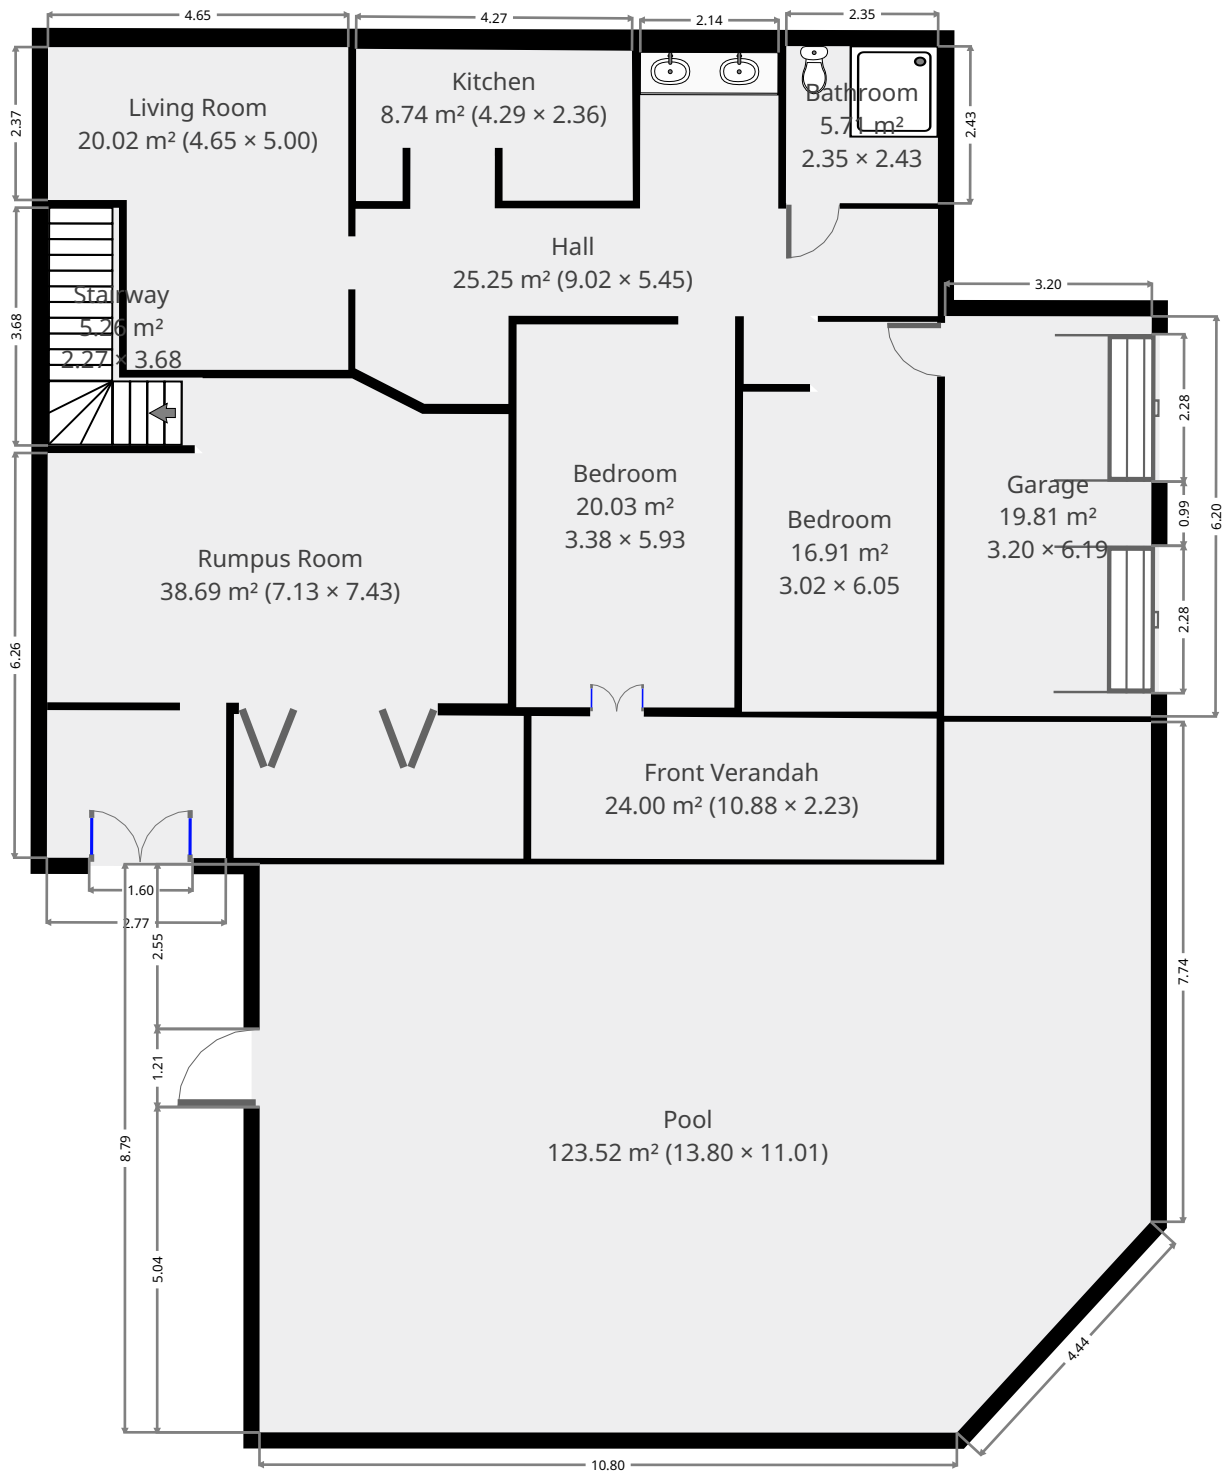 4.65
4.27
2.14
2.35
2.37
Living Room
20.02 m² (4.65 × 5.00)
Kitchen
8.74 m² (4.29 × 2.36)
Bathroom
5.71 m²
2.35 × 2.43
2.43
Hall
25.25 m² (9.02 × 5.45)
3.68
Stairway
5.26 m²
2.27 × 3.68
3.20
2.28
0.99
6.20
2.28
Bedroom
20.03 m²
3.38 × 5.93
Bedroom
16.91 m²
3.02 × 6.05
Garage
19.81 m²
3.20 × 6.19
Rumpus Room
38.69 m² (7.13 × 7.43)
6.26
Front Verandah
24.00 m² (10.88 × 2.23)
1.60
2.77
2.55
7.74
1.21
8.79
Pool
123.52 m² (13.80 × 11.01)
5.04
4.44
10.80